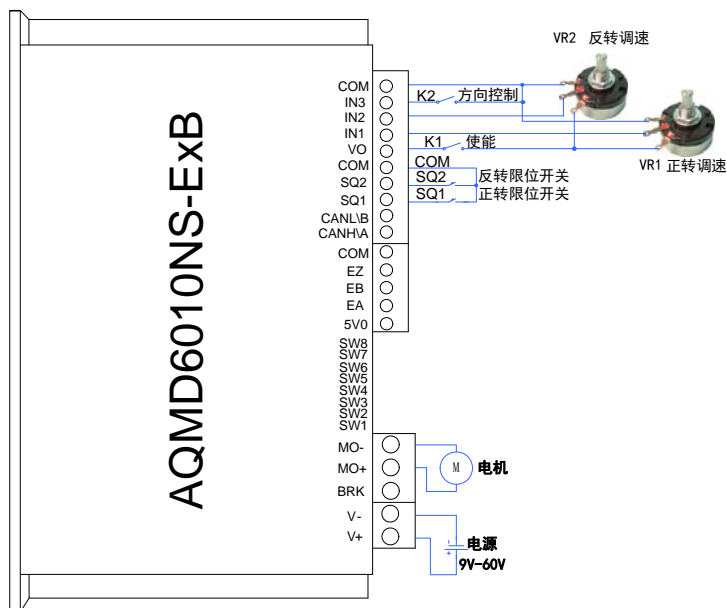 AQMD6010NS-ExB
VR2 反转调速
VR1 正转调速
COM
IN3
K2 方向控制
IN2
IN1
VO
K1 使能
COM
COM
SQ2
SQ2 反转限位开关
SQ1
SQ1 正转限位开关
CANL\B
CANH\A
COM
EZ
EB
EA
5V0
SW8
SW7
SW6
SW5
SW4
SW3
SW2
SW1
MO-
MO+
M 电机
BRK
V-
V+
- 电源
+
9V-60V